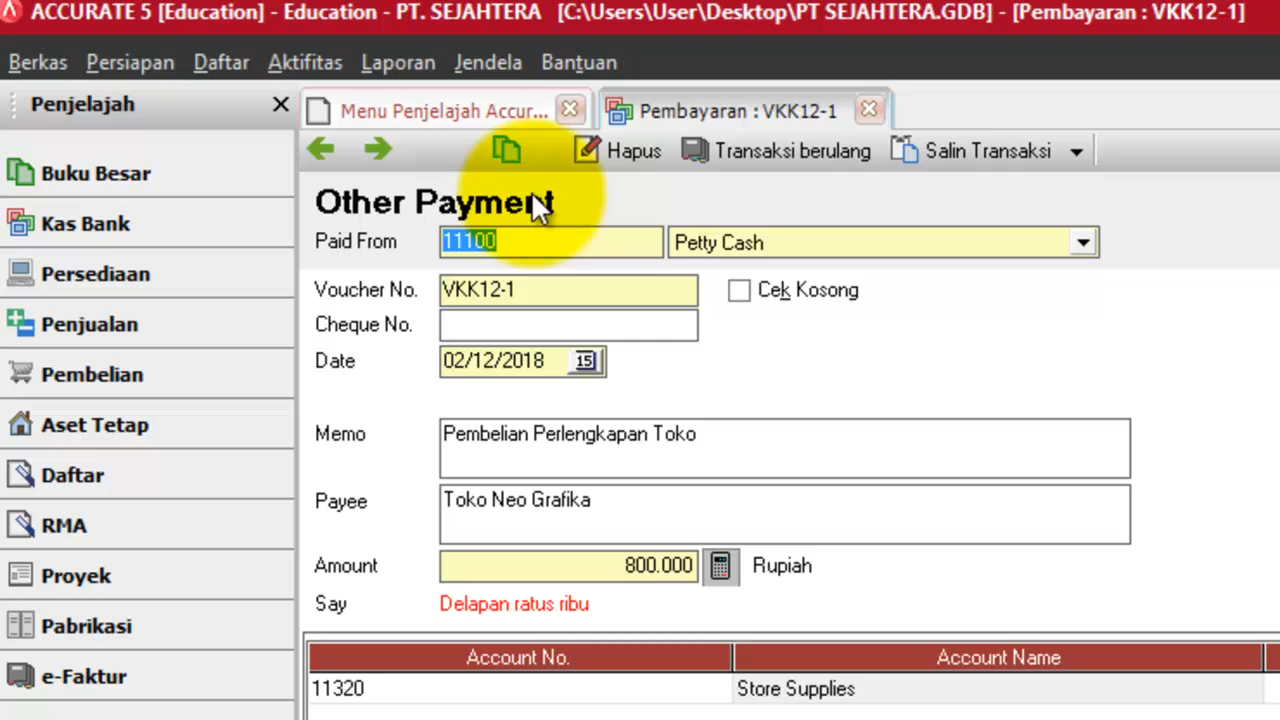 ACCURATE 5 [Education] - Education - PT. SEJAHTERA [C:\Users\User\Desktop\PT SEJAHTERA.GDB] - [Pembayaran : VKK12-1]
Berkas Persiapan Daftar Aktifitas Laporan Jendela Bantuan
Penjelajah
Menu Penjelajah Accur...
Pembayaran : VKK12-1
Hapus
Transaksi berulang
Salin Transaksi
Buku Besar
Kas Bank
Persediaan
Penjualan
Pembelian
Aset Tetap
Daftar
RMA
Proyek
Pabrikasi
e-Faktur
Other Payment
Paid From 11100 Petty Cash
Voucher No. VKK12-1 Cek Kosong
Cheque No.
Date 02/12/2018 15
Memo Pembelian Perlengkapan Toko
Payee Toko Neo Grafika
Amount 800.000 Rupiah
Say Delapan ratus ribu
Account No. Account Name
11320 Store Supplies